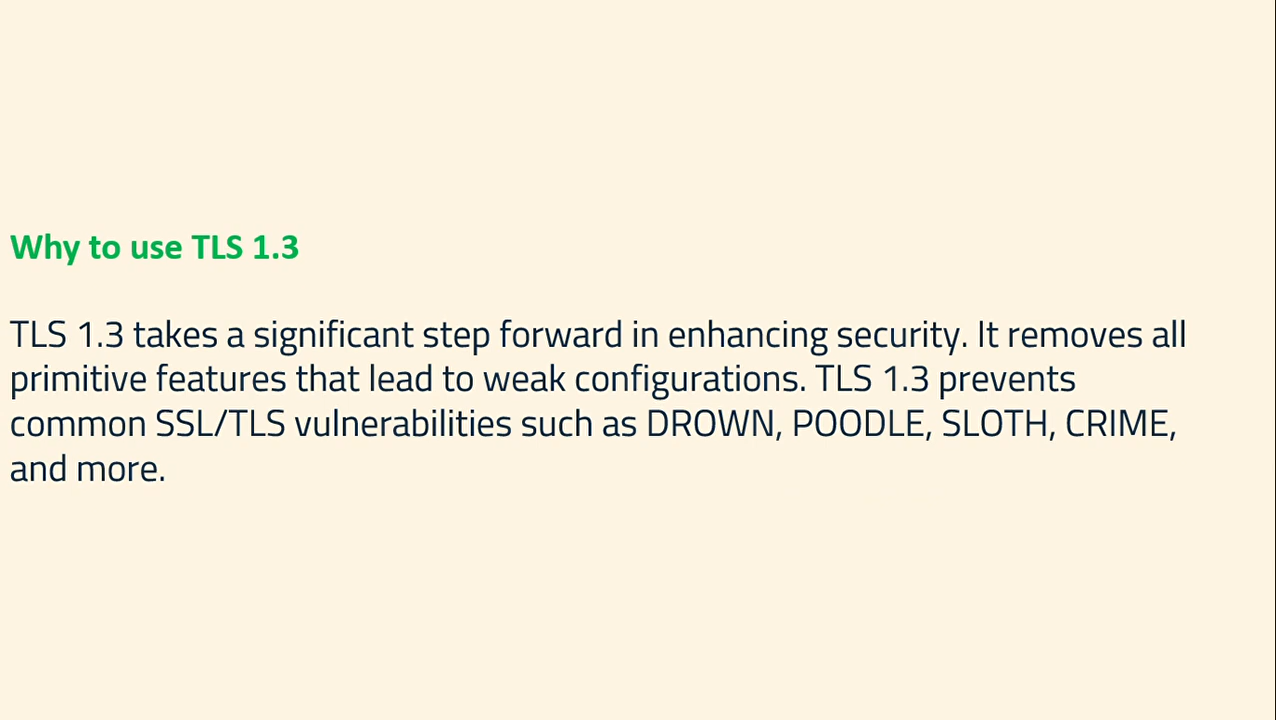 Why to use TLS 1.3
TLS 1.3 takes a significant step forward in enhancing security. It removes all
primitive features that lead to weak configurations. TLS 1.3 prevents
common SSL/TLS vulnerabilities such as DROWN, POODLE, SLOTH, CRIME,
and more.